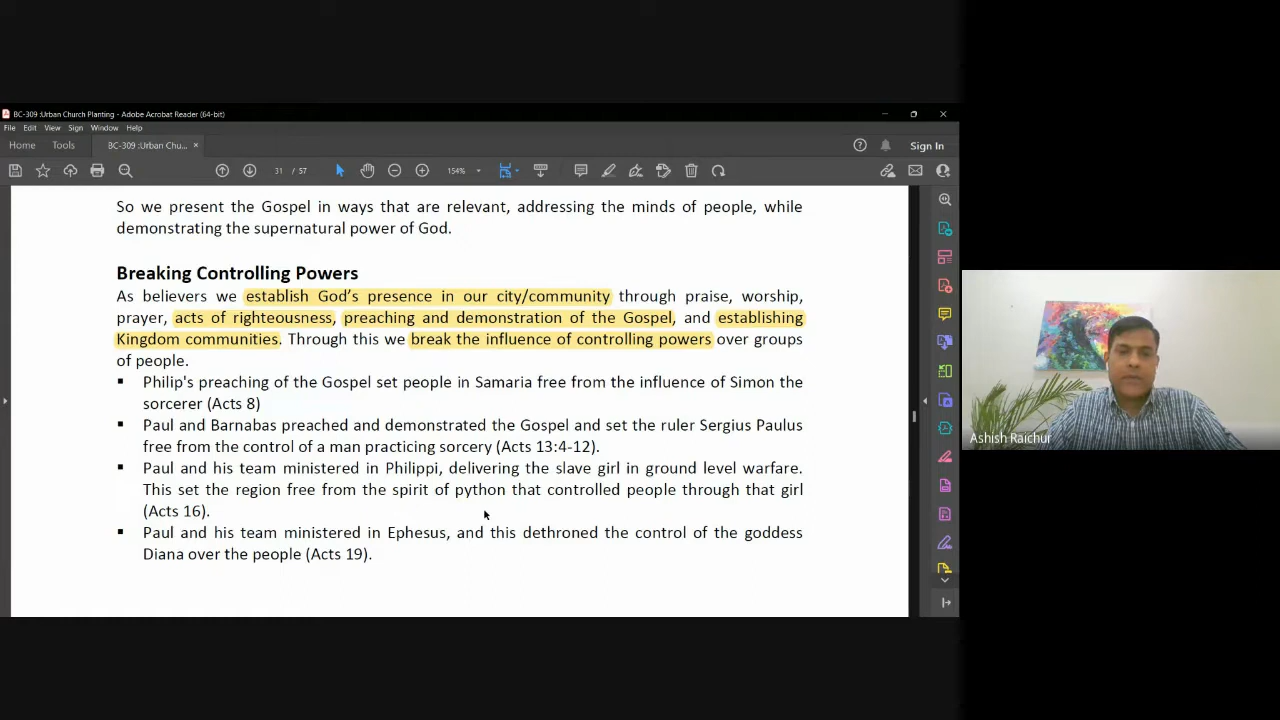 BC-309 :Urban Church Planting - Adobe Acrobat Reader (64-bit)
File Edit View Sign Window Help
Home Tools BC-309 :Urban Chu... × Sign In
31 / 57 154%
So we present the Gospel in ways that are relevant, addressing the minds of people, while
demonstrating the supernatural power of God.
Breaking Controlling Powers
As believers we establish God's presence in our city/community through praise, worship,
prayer, acts of righteousness, preaching and demonstration of the Gospel, and establishing
Kingdom communities. Through this we break the influence of controlling powers over groups
of people.
▪ Philip's preaching of the Gospel set people in Samaria free from the influence of Simon the
sorcerer (Acts 8)
▪ Paul and Barnabas preached and demonstrated the Gospel and set the ruler Sergius Paulus
free from the control of a man practicing sorcery (Acts 13:4-12).
▪ Paul and his team ministered in Philippi, delivering the slave girl in ground level warfare.
This set the region free from the spirit of python that controlled people through that girl
(Acts 16).
▪ Paul and his team ministered in Ephesus, and this dethroned the control of the goddess
Diana over the people (Acts 19).
Ashish Raichur